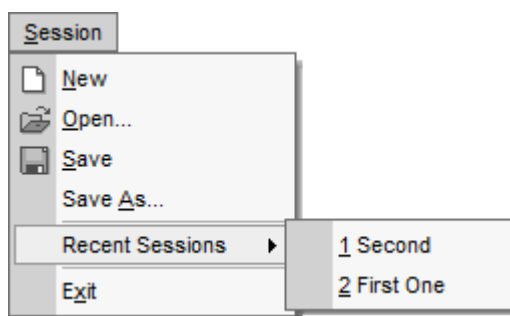 Session
New
Open...
Save
Save As...
Recent Sessions
1 Second
2 First One
Exit